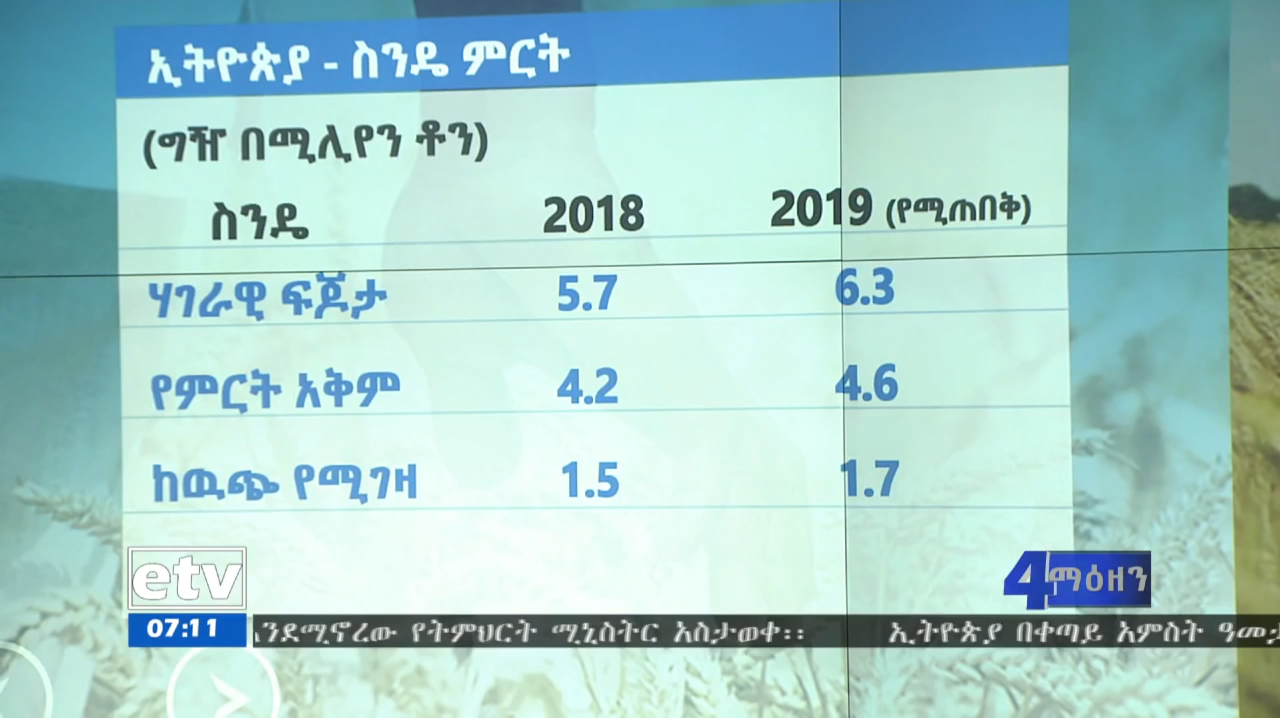 ኢትዮጵያ - ስንዴ ምርት
(ግዥ በሚሊየን ቶን)
ስንዴ 2018 2019 (የሚጠበቅ)
ሃገራዊ ፍጆታ 5.7 6.3
የምርት አቅም 4.2 4.6
ከዉጭ የሚገዛ 1.5 1.7
etv
4 ማዕዘን
07:11 እንደሚኖረው የትምህርት ሚኒስትር አስታወቀ፡፡ ኢትዮጵያ በቀጣይ አምስት